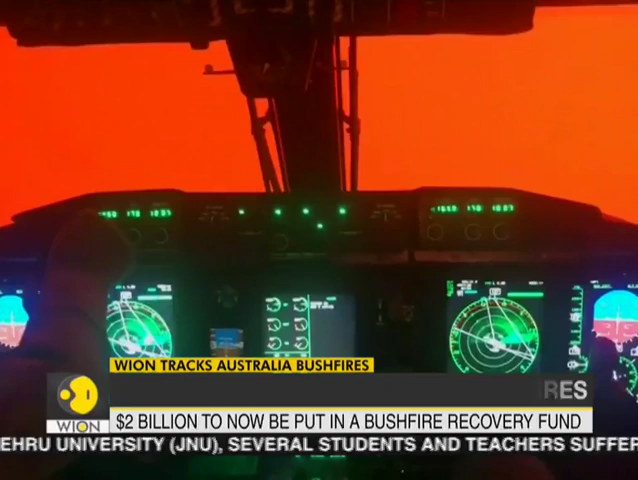 WION TRACKS AUSTRALIA BUSHFIRES
RES
WION
$2 BILLION TO NOW BE PUT IN A BUSHFIRE RECOVERY FUND
EHRU UNIVERSITY (JNU), SEVERAL STUDENTS AND TEACHERS SUFFER